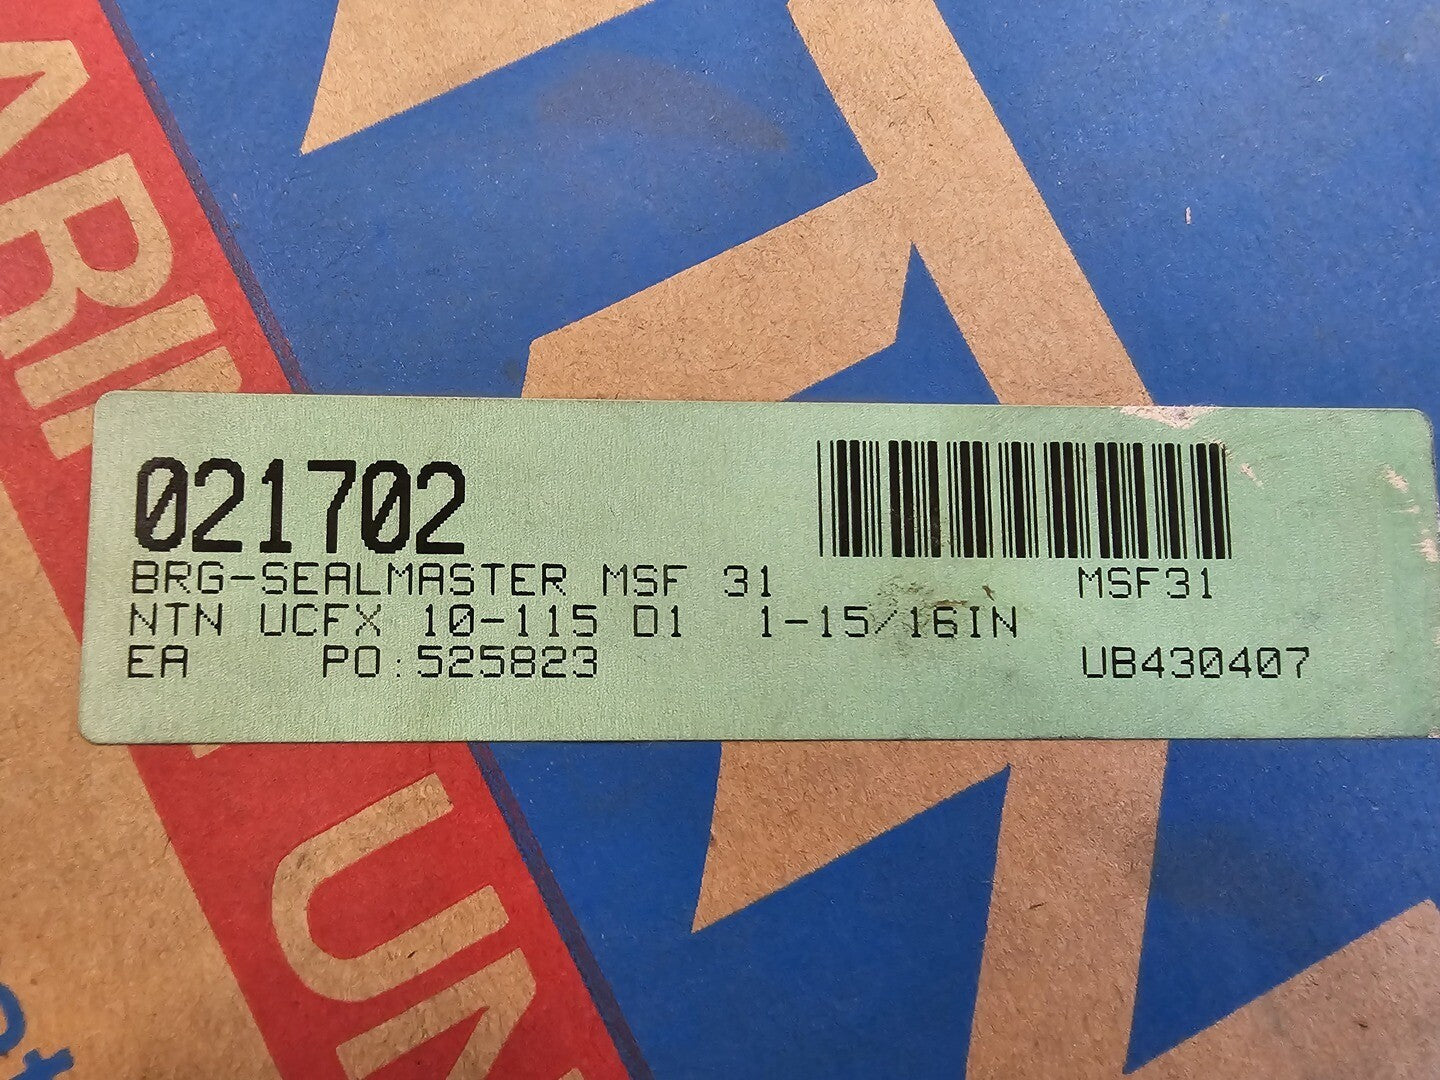 021702
BRG-SEALMASTER MSF 31 MSF31
NTN UCFX 10-115 D1 1-15/16IN
EA PO:525823 UB430407